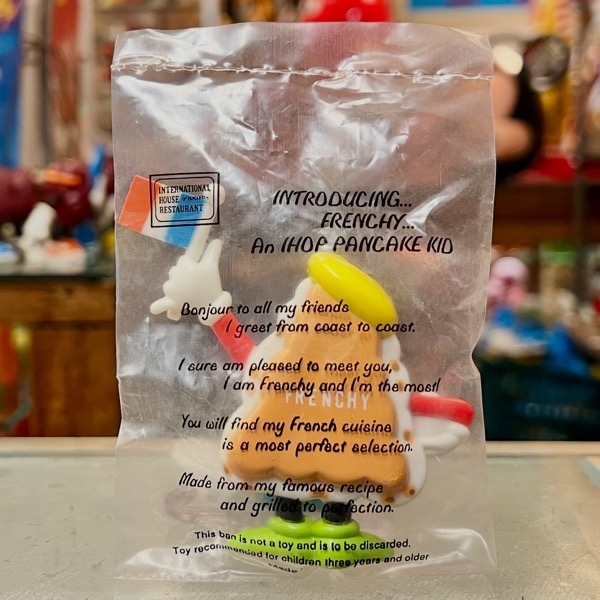 INTERNATIONAL
HOUSE of PANCAKES
RESTAURANT
INTRODUCING...
FRENCHY...
An IHOP PANCAKE KID
Bonjour to all my friends
I greet from coast to coast.
I sure am pleased to meet you,
I am Frenchy and I'm the most!
FRENCHY
You will find my French cuisine
is a most perfect selection.
Made from my famous recipe
and grilled to perfection.
This bag is not a toy and is to be discarded.
Toy recommended for children three years and older
Made